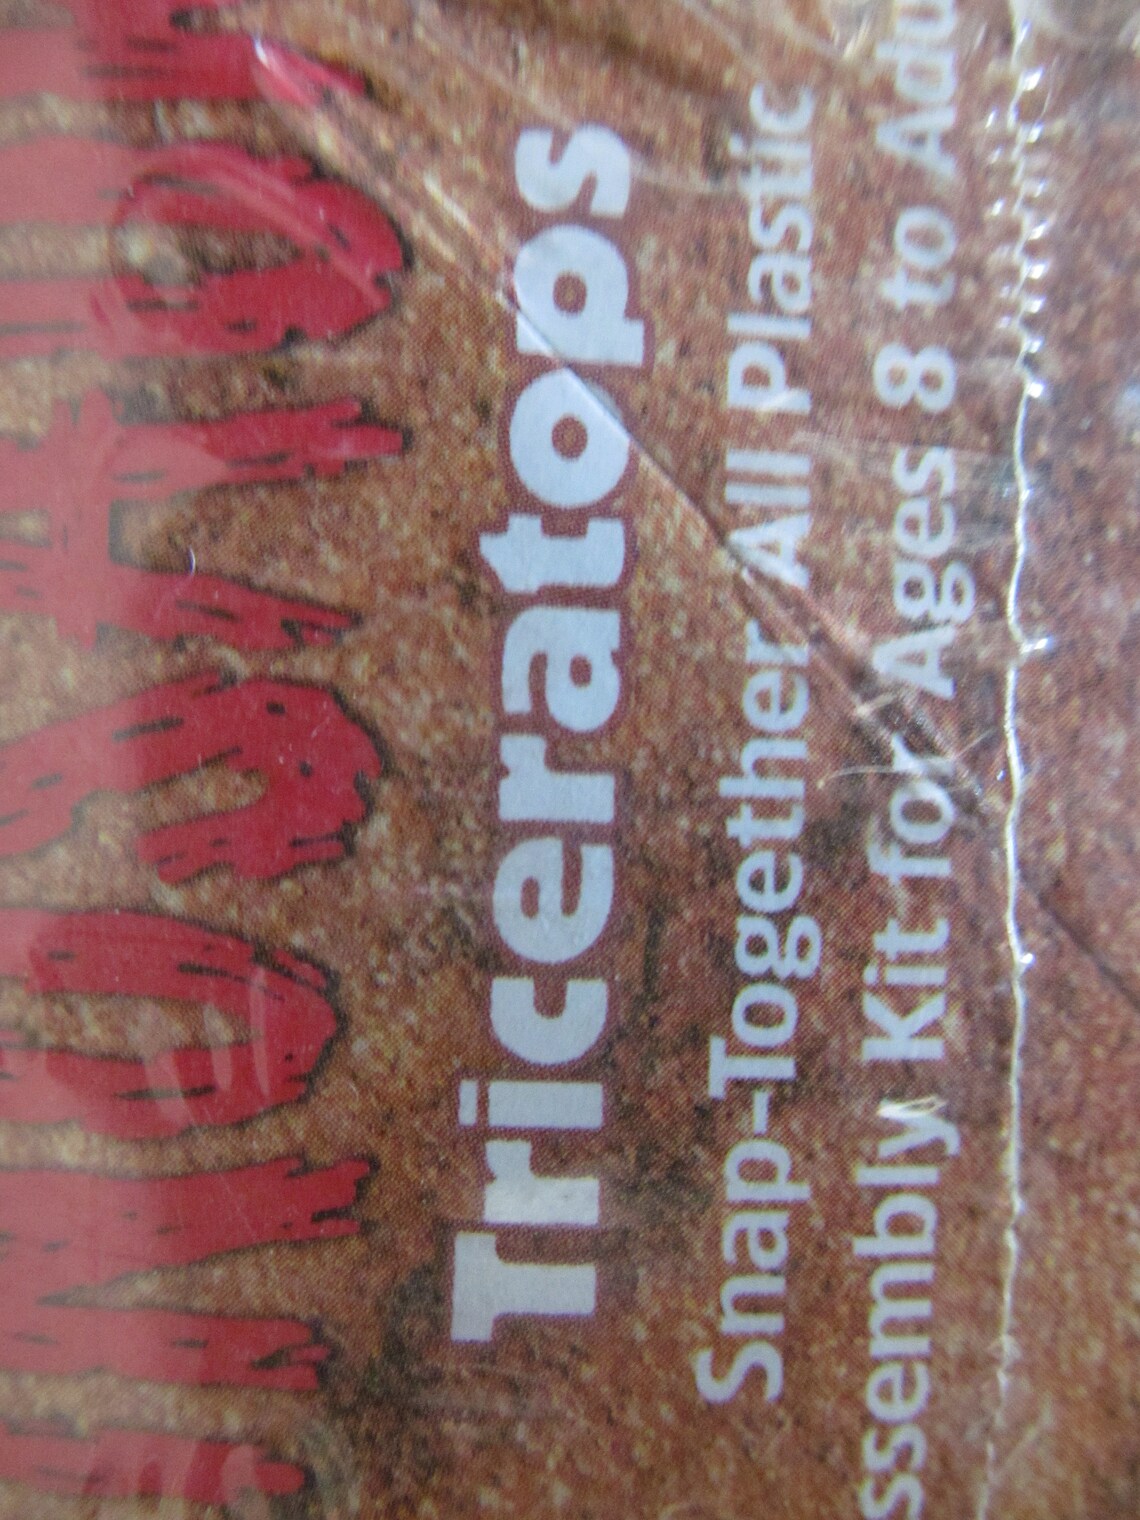 Triceratops
Snap-Together All Plastic
ssembly Kit for Ages 8 to Adu